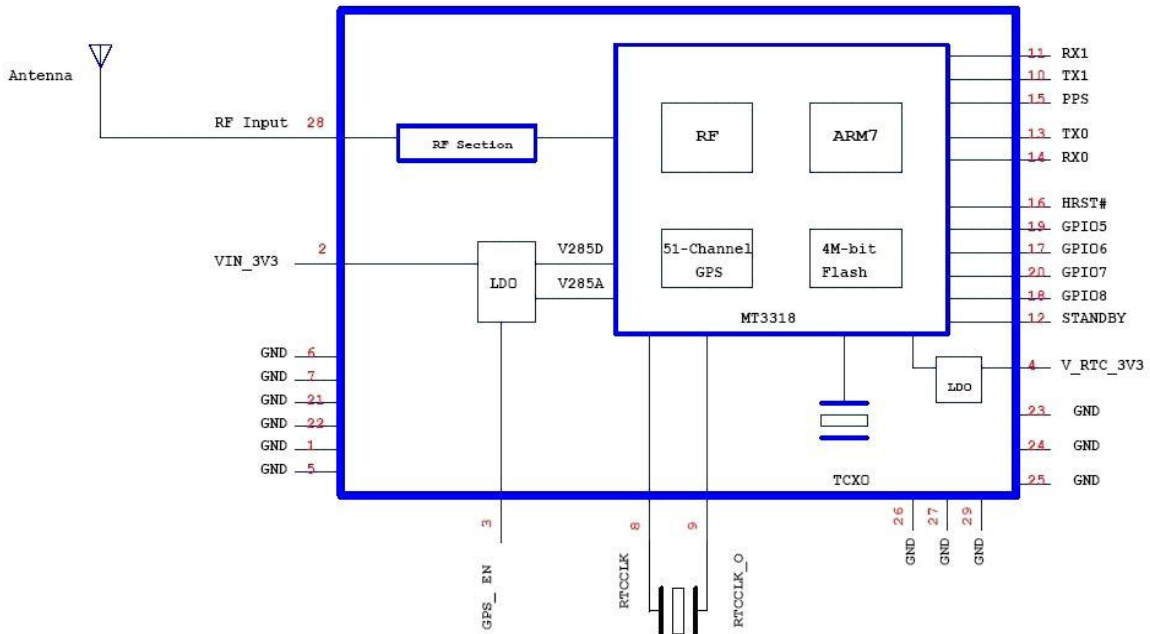 Antenna
RF Input 28
RF Section
RF
ARM7
51-Channel
GPS
4M-bit
Flash
MT3318
VIN_3V3 2
LDO
V285D
V285A
11 RX1
10 TX1
15 PPS
13 TX0
14 RX0
16 HRST#
19 GPIO5
17 GPIO6
20 GPIO7
18 GPIO8
12 STANDBY
LDO
4 V_RTC_3V3
GND 6
GND 7
GND 21
GND 22
GND 1
GND 5
23 GND
24 GND
25 GND
TCXO
3
GPS_ EN
8
RTCCLK
9
RTCCLK_O
26
GND
27
GND
29
GND